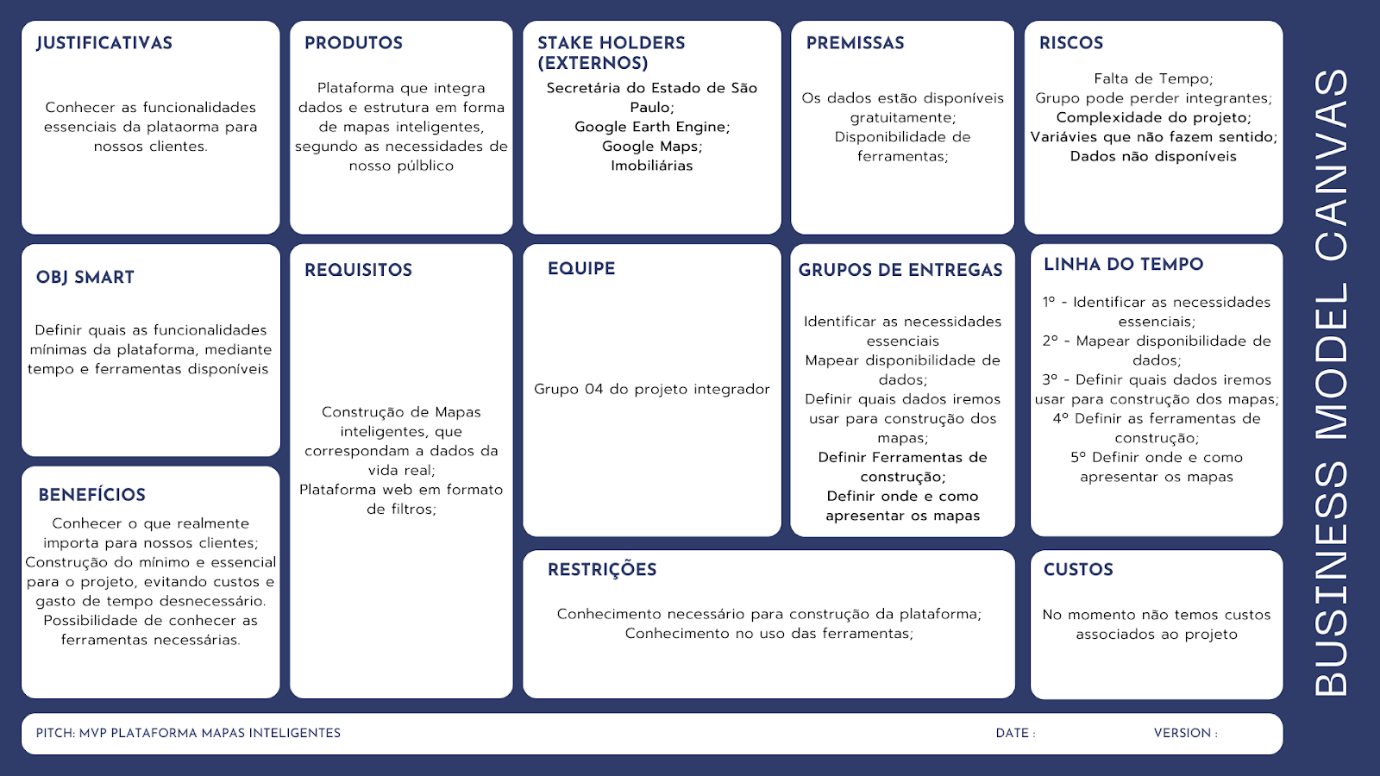 JUSTIFICATIVAS
Conhecer as funcionalidades
essenciais da plataorma para
nossos clientes.
PRODUTOS
Plataforma que integra
dados e estrutura em forma
de mapas inteligentes,
segundo as necessidades de
nosso púlblico
STAKE HOLDERS
(EXTERNOS)
Secretária do Estado de São
Paulo;
Google Earth Engine;
Google Maps;
Imobiliárias
PREMISSAS
Os dados estão disponíveis
gratuitamente;
Disponibilidade de
ferramentas;
RISCOS
Falta de Tempo;
Grupo pode perder integrantes;
Complexidade do projeto;
Variávies que não fazem sentido;
Dados não disponíveis
OBJ SMART
Definir quais as funcionalidades
mínimas da plataforma, mediante
tempo e ferramentas disponíveis
BENEFÍCIOS
Conhecer o que realmente
importa para nossos clientes;
Construção do mínimo e essencial
para o projeto, evitando custos e
gasto de tempo desnecessário.
Possibilidade de conhecer as
ferramentas necessárias.
REQUISITOS
Construção de Mapas
inteligentes, que
correspondam a dados da
vida real;
Plataforma web em formato
de filtros;
EQUIPE
Grupo 04 do projeto integrador
GRUPOS DE ENTREGAS
Identificar as necessidades
essenciais
Mapear disponibilidade de
dados;
Definir quais dados iremos
usar para construção dos
mapas;
Definir Ferramentas de
construção;
Definir onde e como
apresentar os mapas
LINHA DO TEMPO
1º - Identificar as necessidades
essenciais;
2º - Mapear disponibilidade de
dados;
3º - Definir quais dados iremos
usar para construção dos mapas;
4º Definir as ferramentas de
construção;
5º Definir onde e como
apresentar os mapas
RESTRIÇÕES
Conhecimento necessário para construção da plataforma;
Conhecimento no uso das ferramentas;
CUSTOS
No momento não temos custos
associados ao projeto
PITCH: MVP PLATAFORMA MAPAS INTELIGENTES
DATE :
VERSION :
BUSINESS MODEL CANVAS